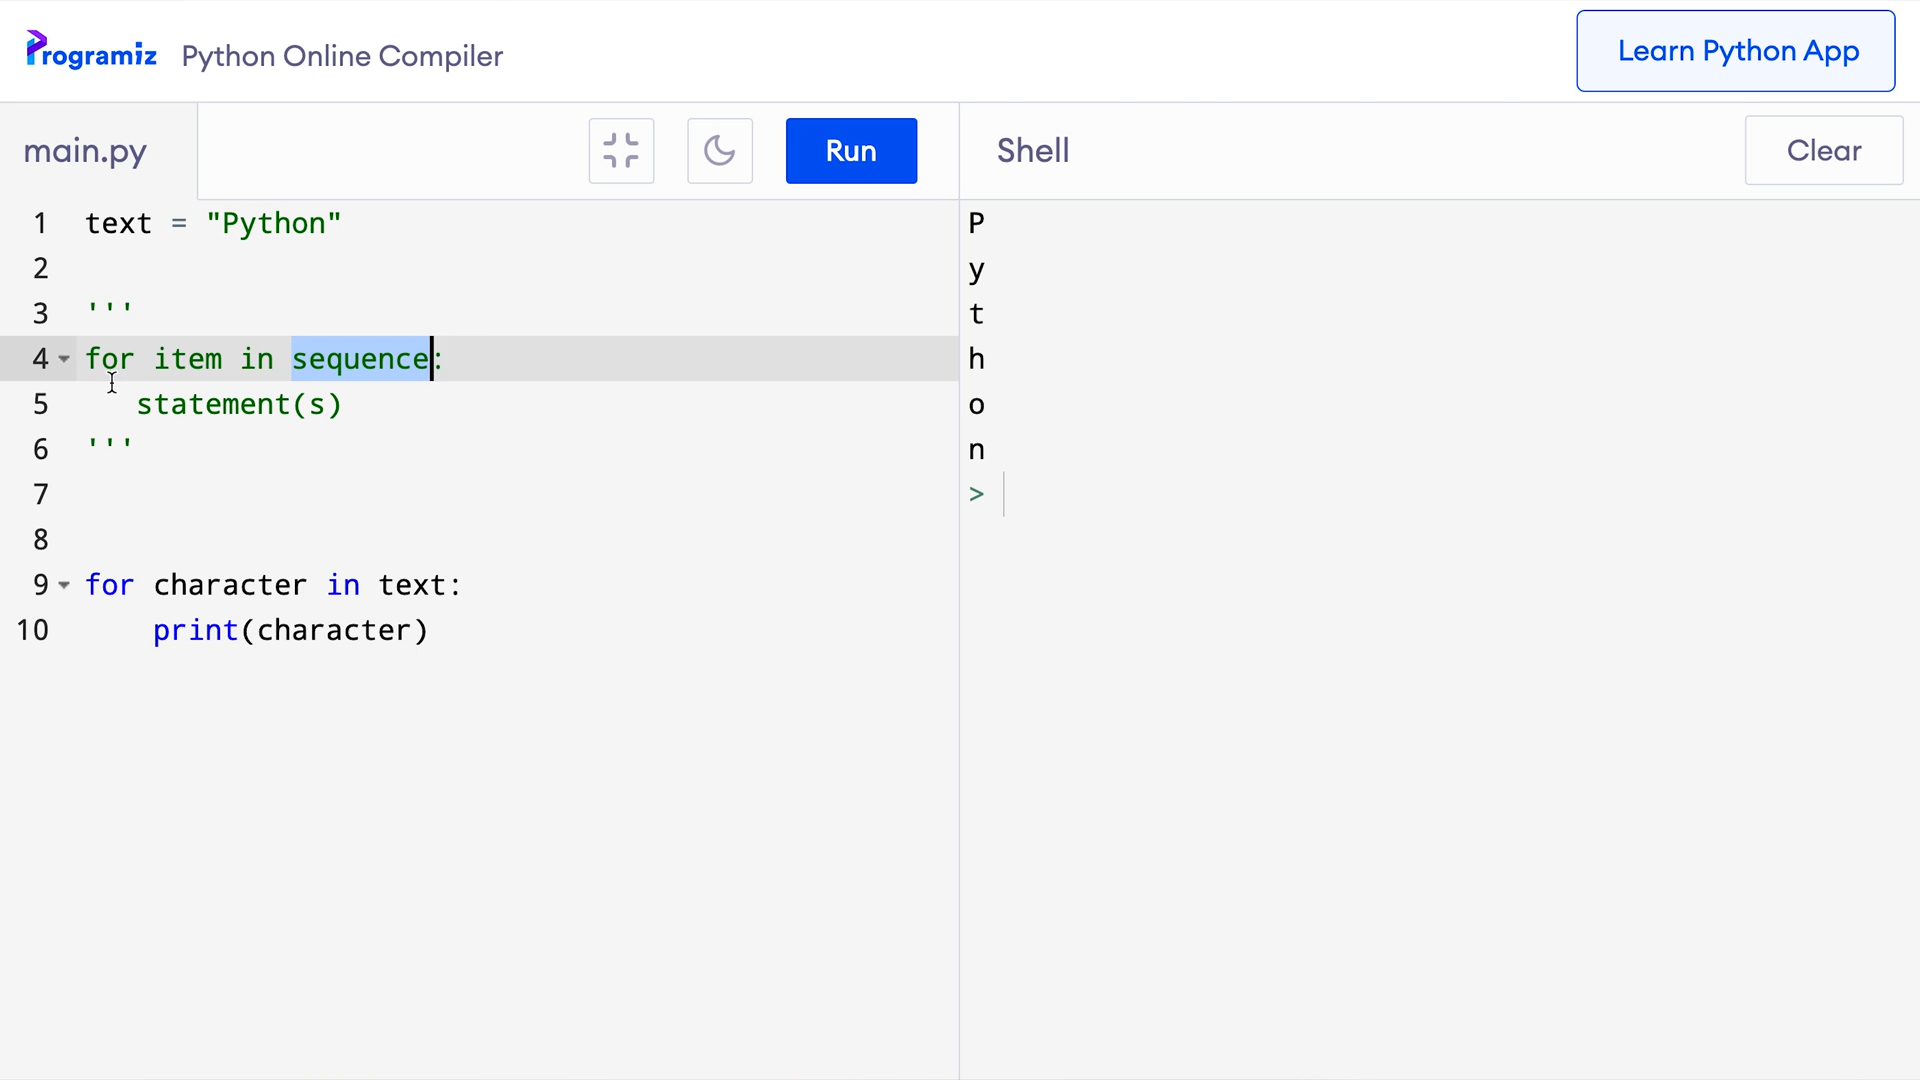 Programiz Python Online Compiler Learn Python App
main.py Run Shell Clear
1 text = "Python"
2
3 '''
4 for item in sequence:
5 statement(s)
6 '''
7
8
9 for character in text:
10 print(character)
P
y
t
h
o
n
>